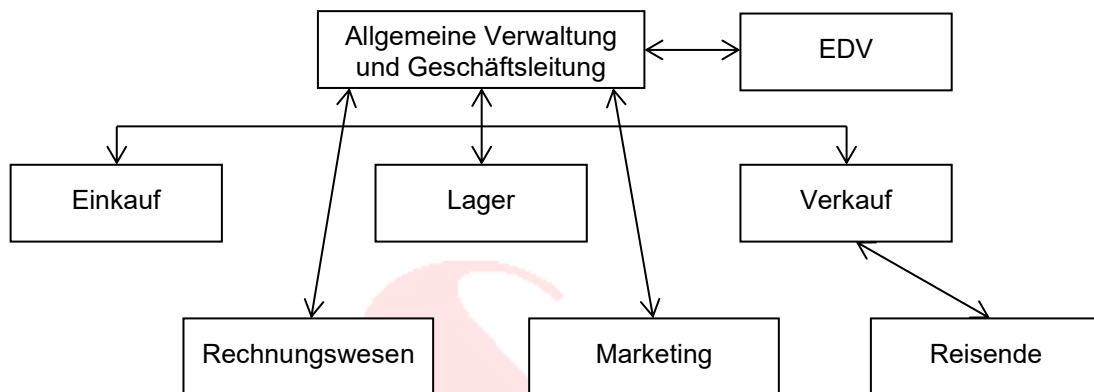 Allgemeine Verwaltung
und Geschäftsleitung
EDV
Einkauf
Lager
Verkauf
Rechnungswesen
Marketing
Reisende